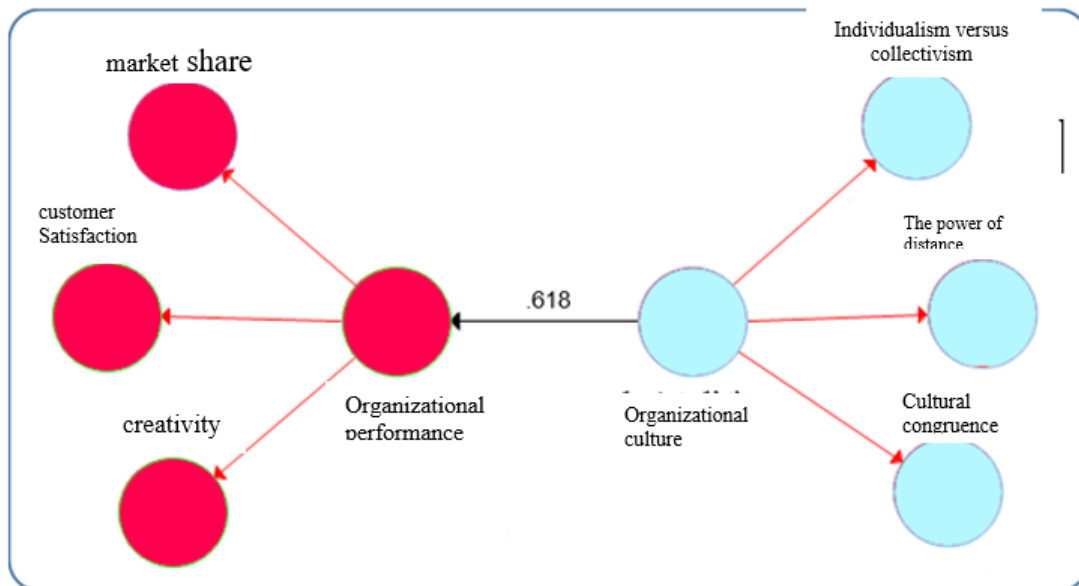 market share
Individualism versus
collectivism
customer
Satisfaction
The power of
distance
.618
creativity
Organizational
performance
Organizational
culture
Cultural
congruence